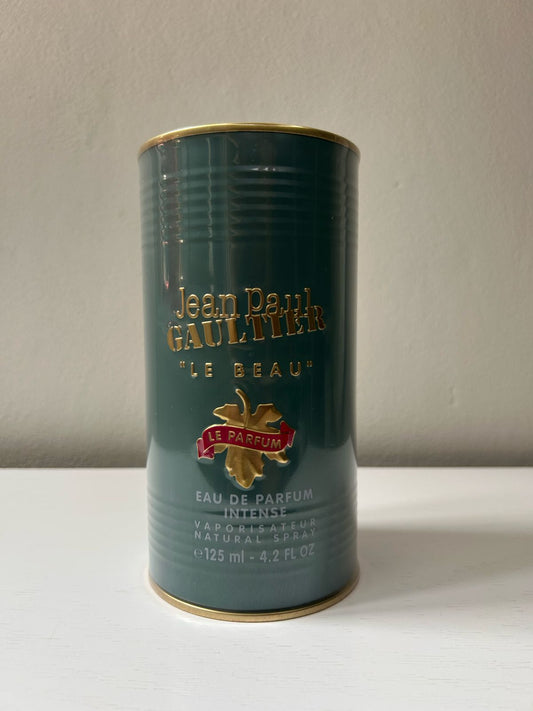 Jean Paul
GAULTIER
"LE BEAU"
LE PARFUM
EAU DE PARFUM
INTENSE
VAPORISATEUR
NATURAL SPRAY
℮125 ml - 4.2 FL OZ